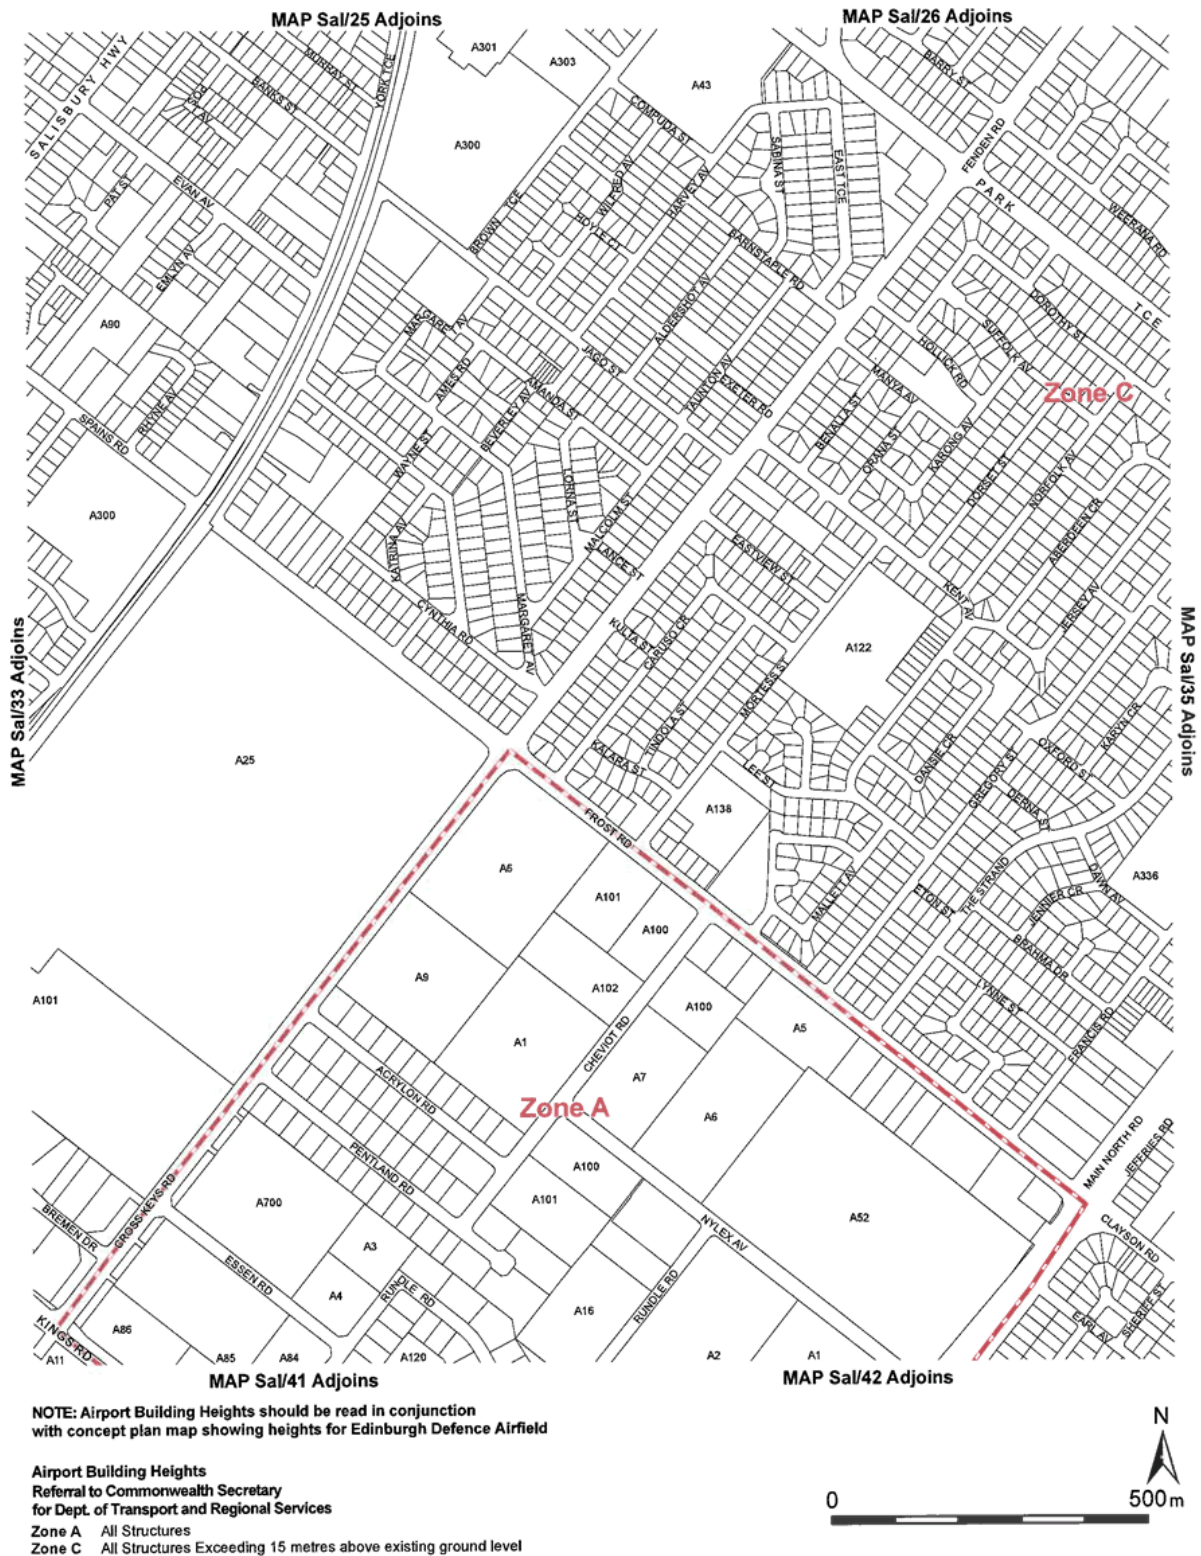 MAP Sal/25 Adjoins
MAP Sal/26 Adjoins
SALISBURY HWY
MURRAY ST
BANKS ST
POS AV
YORK TCE
A301
A303
A43
BARRY ST
COMPUDA ST
A300
SABINA ST
EAST TCE
FENDEN RD
PARK
TCE
WEERANA RD
EVAN AV
PAT ST
EMLYN AV
WILFRED AV
HARVEY AV
HOYLE CT
BROWN TCE
BARNSTAPLE RD
ALDERSHOT AV
DOROTHY ST
SUFFOLK AV
HOLLICK RD
A90
MARGARET AV
AMES RD
JAGO ST
AMANDA ST
BEVERLEY AV
TAUNTON AV
EXETER RD
MANYA AV
Zone C
RHYNE AV
SPAINS RD
WAYNE ST
BENALLA ST
ORANA ST
KARONG AV
DORSET ST
NORFOLK AV
ABERDEEN CR
A300
LORNA ST
MALCOLM ST
LANCE ST
KATRINA AV
EASTVIEW ST
CYNTHIA RD
MARGARET AV
KULTA ST
CARUSO CR
KENT AV
JERSEY AV
A122
MAP Sal/33 Adjoins
MAP Sal/35 Adjoins
MORTESS ST
TINDOLA ST
KALARA ST
LEE ST
DANSIE CR
GREGORY ST
OXFORD ST
KARYN CR
DERNA ST
A25
A138
FROST RD
A5
A101
A100
MALLETT AV
ETON ST
THE STRAND
JENNIFER CR
DAWN AV
A336
BRAHMA DR
LYNNE ST
FRANCIS RD
A9
A102
A100
A5
A101
A1
CHEVIOT RD
A7
A6
ACRYLON RD
Zone A
PENTLAND RD
A100
A101
MAIN NORTH RD
JEFFERIES RD
CROSS KEYS RD
BREMEN DR
A700
A3
A4
ESSEN RD
RUNDLE RD
NYLEX AV
A52
CLAYSON RD
SHERIFF ST
EARL AV
RUNDLE RD
A16
KINGS RD
A86
A11
A85
A84
A120
A2
A1
MAP Sal/41 Adjoins
MAP Sal/42 Adjoins
NOTE: Airport Building Heights should be read in conjunction
with concept plan map showing heights for Edinburgh Defence Airfield
Airport Building Heights
Referral to Commonwealth Secretary
for Dept. of Transport and Regional Services
Zone A All Structures
Zone C All Structures Exceeding 15 metres above existing ground level
N
0
500m